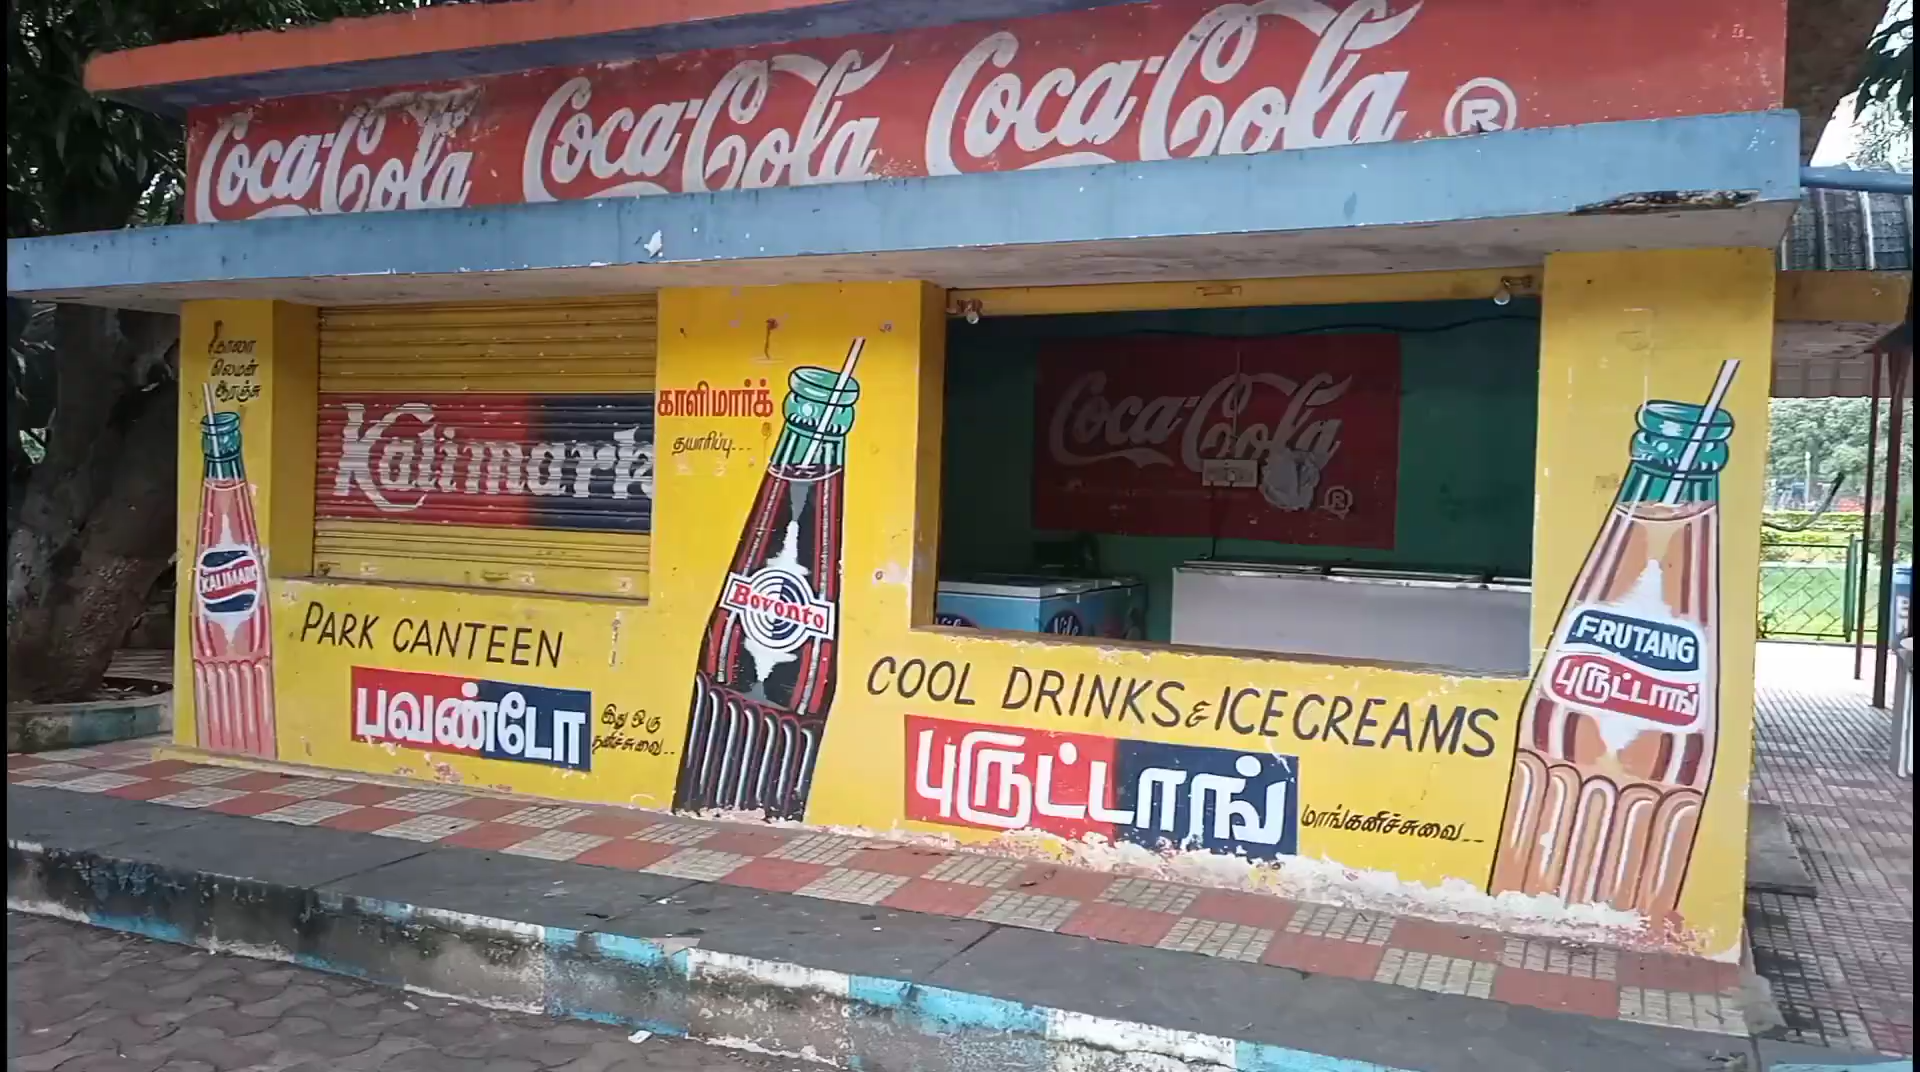 Coca-Cola Coca-Cola Coca-Cola ®
கோலா
லெமன்
ஆரஞ்சு
Kalimark
காளிமார்க்
தயாரிப்பு...
Coca-Cola ®
KALIMARK
Bovonto
FRUTANG
புரூட்டாங்
PARK CANTEEN
பவண்டோ
இது ஒரு
தனிச்சுவை..
COOL DRINKS & ICE CREAMS
புரூட்டாங்
மாங்கனிச்சுவை...